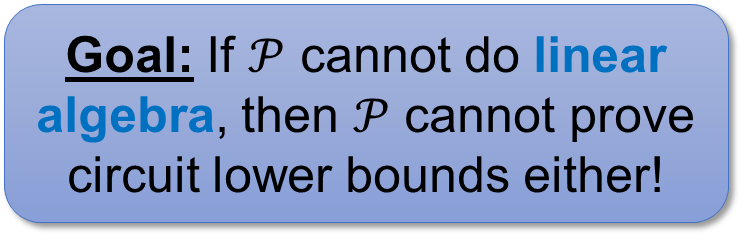 Goal: If 𝒫 cannot do linear
algebra, then 𝒫 cannot prove
circuit lower bounds either!